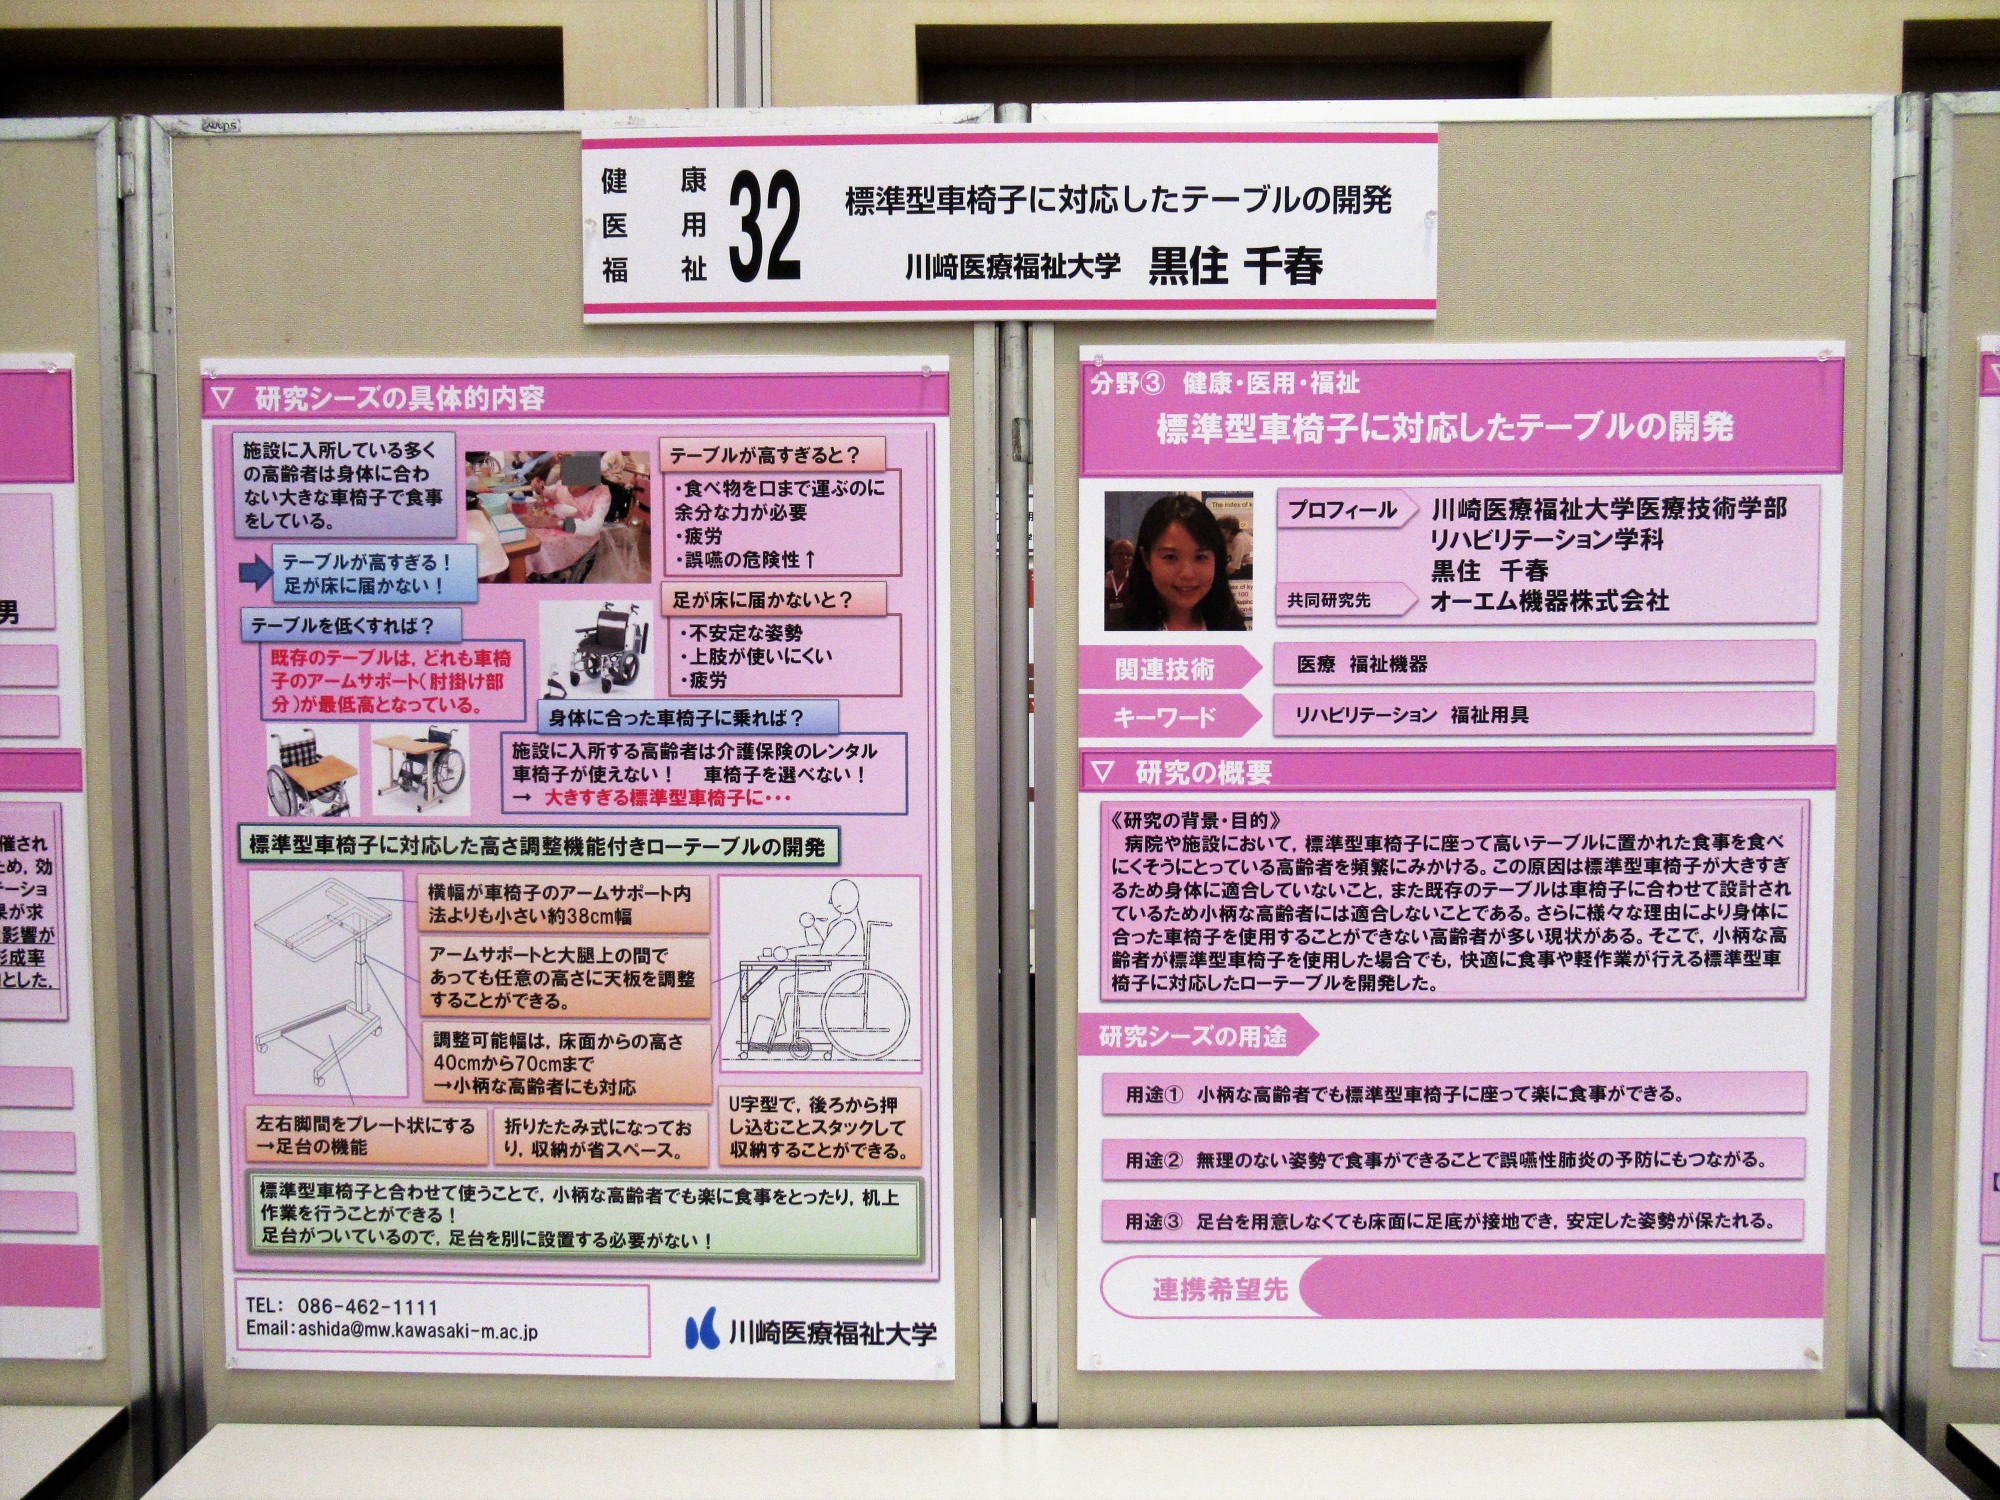 健康
医用
福祉
32
標準型車椅子に対応したテーブルの開発
川﨑医療福祉大学 黒住 千春
▽ 研究シーズの具体的内容
施設に入所している多く
の高齢者は身体に合わ
ない大きな車椅子で食事
をしている。
テーブルが高すぎる！
足が床に届かない！
テーブルが高すぎると？
・食べ物を口まで運ぶのに
余分な力が必要
・疲労
・誤嚥の危険性↑
足が床に届かないと？
・不安定な姿勢
・上肢が使いにくい
・疲労
テーブルを低くすれば？
既存のテーブルは，どれも車椅
子のアームサポート（肘掛け部
分）が最低高となっている。
身体に合った車椅子に乗れば？
施設に入所する高齢者は介護保険のレンタル
車椅子が使えない！ 車椅子を選べない！
→ 大きすぎる標準型車椅子に・・・
標準型車椅子に対応した高さ調整機能付きローテーブルの開発
横幅が車椅子のアームサポート内
法よりも小さい約38cm幅
アームサポートと大腿上の間で
あっても任意の高さに天板を調整
することができる。
調整可能幅は，床面からの高さ
40cmから70cmまで
→小柄な高齢者にも対応
左右脚間をプレート状にする
→足台の機能
折りたたみ式になってお
り，収納が省スペース。
U字型で，後ろから押
し込むことスタックして
収納することができる。
標準型車椅子と合わせて使うことで，小柄な高齢者でも楽に食事をとったり，机上
作業を行うことができる！
足台がついているので，足台を別に設置する必要がない！
TEL： 086-462-1111
Email：ashida@mw.kawasaki-m.ac.jp
川崎医療福祉大学
分野③ 健康・医用・福祉
標準型車椅子に対応したテーブルの開発
プロフィール
川崎医療福祉大学医療技術学部
リハビリテーション学科
黒住 千春
共同研究先
オーエム機器株式会社
関連技術
医療 福祉機器
キーワード
リハビリテーション 福祉用具
▽ 研究の概要
《研究の背景・目的》
病院や施設において，標準型車椅子に座って高いテーブルに置かれた食事を食べ
にくそうにとっている高齢者を頻繁にみかける。この原因は標準型車椅子が大きすぎ
るため身体に適合していないこと，また既存のテーブルは車椅子に合わせて設計され
ているため小柄な高齢者には適合しないことである。さらに様々な理由により身体に
合った車椅子を使用することができない高齢者が多い現状がある。そこで，小柄な高
齢者が標準型車椅子を使用した場合でも，快適に食事や軽作業が行える標準型車
椅子に対応したローテーブルを開発した。
研究シーズの用途
用途① 小柄な高齢者でも標準型車椅子に座って楽に食事ができる。
用途② 無理のない姿勢で食事ができることで誤嚥性肺炎の予防にもつながる。
用途③ 足台を用意しなくても床面に足底が接地でき，安定した姿勢が保たれる。
連携希望先